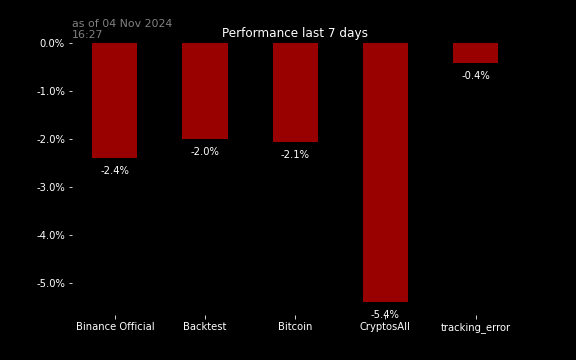 as of 04 Nov 2024
16:27
Performance last 7 days
0.0%
-1.0%
-2.0%
-3.0%
-4.0%
-5.0%
-2.4%
-2.0%
-2.1%
-5.4%
-0.4%
Binance Official
Backtest
Bitcoin
CryptosAll
tracking_error